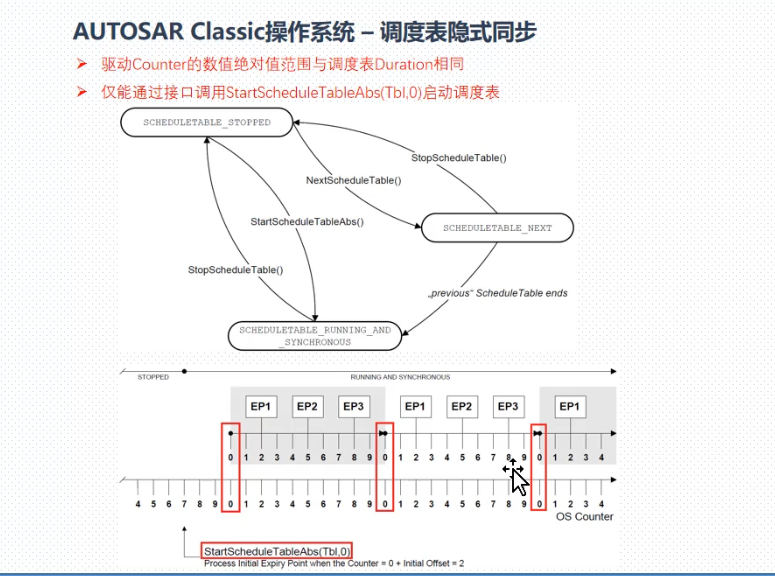 AUTOSAR Classic操作系统 – 调度表隐式同步
驱动Counter的数值绝对值范围与调度表Duration相同
仅能通过接口调用StartScheduleTableAbs(Tbl,0)启动调度表
SCHEDULETABLE_STOPPED
StopScheduleTable()
NextScheduleTable()
StartScheduleTableAbs()
SCHEDULETABLE_NEXT
StopScheduleTable()
„previous“ ScheduleTable ends
SCHEDULETABLE_RUNNING_AND
_SYNCHRONOUS
STOPPED RUNNING AND SYNCHRONOUS
EP1 EP2 EP3 EP1 EP2 EP3 EP1
0 1 2 3 4 5 6 7 8 9 0 1 2 3 4 5 6 7 8 9 0 1 2 3 4
4 5 6 7 8 9 0 1 2 3 4 5 6 7 8 9 0 1 2 3 4 5 6 7 8 9 0 1 2 3 4
OS Counter
StartScheduleTableAbs(Tbl,0)
Process Initial Expiry Point when the Counter = 0 + Initial Offset = 2